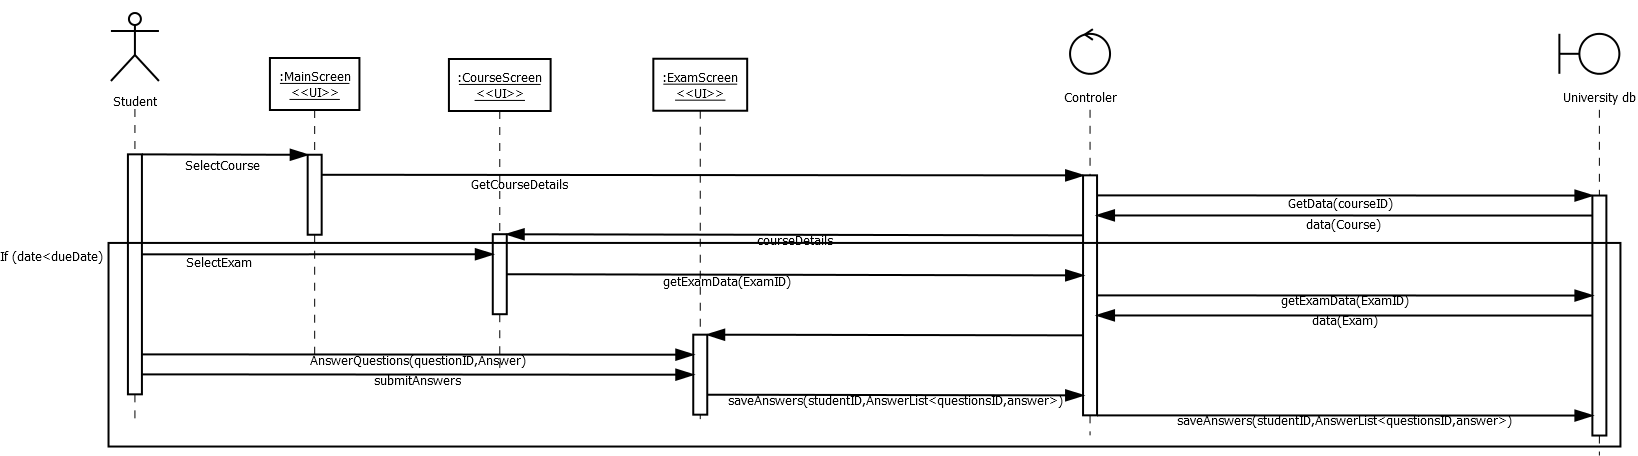 Student
:MainScreen
<<UI>>
:CourseScreen
<<UI>>
:ExamScreen
<<UI>>
Controler
University db
SelectCourse
GetCourseDetails
GetData(courseID)
data(Course)
courseDetails
If (date<dueDate)
SelectExam
getExamData(ExamID)
getExamData(ExamID)
data(Exam)
AnswerQuestions(questionID,Answer)
submitAnswers
saveAnswers(studentID,AnswerList<questionsID,answer>)
saveAnswers(studentID,AnswerList<questionsID,answer>)